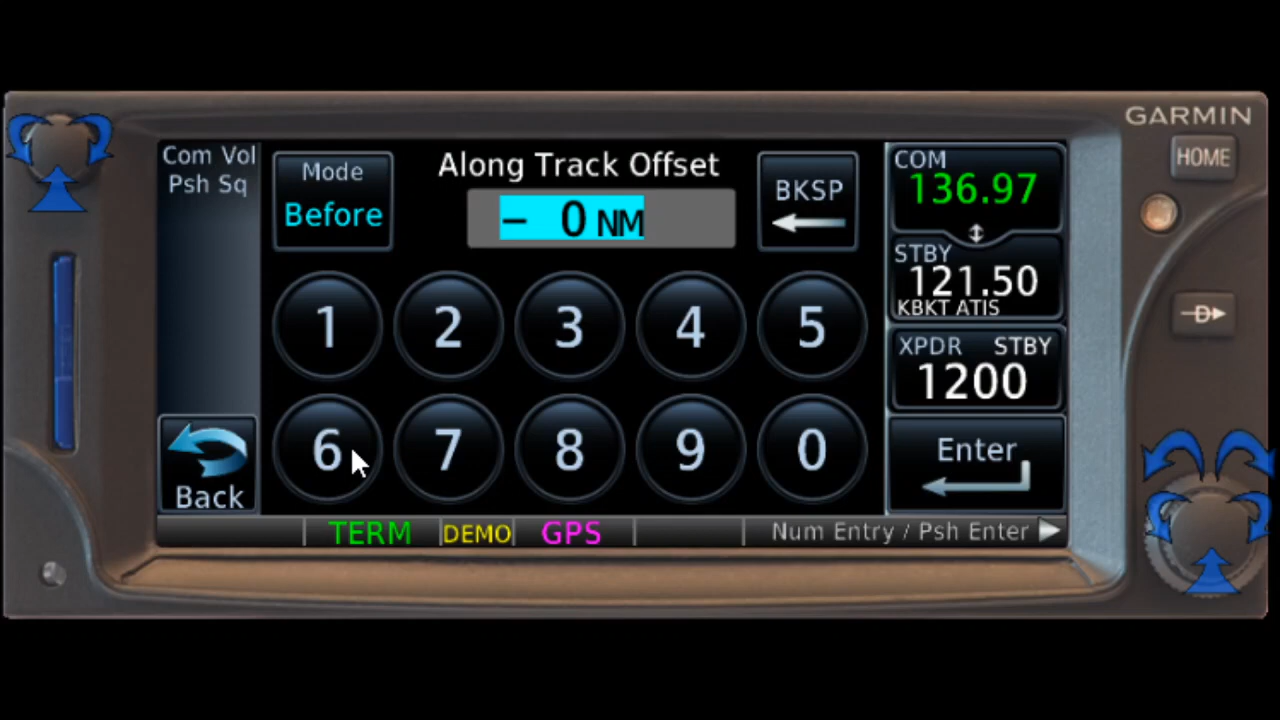 GARMIN
HOME
Com Vol
Psh Sq
Mode
Before
Along Track Offset
– 0 NM
BKSP
COM
136.97
STBY
121.50
KBKT ATIS
XPDR STBY
1200
1 2 3 4 5
6 7 8 9 0
Back
Enter
TERM DEMO GPS Num Entry / Psh Enter
D